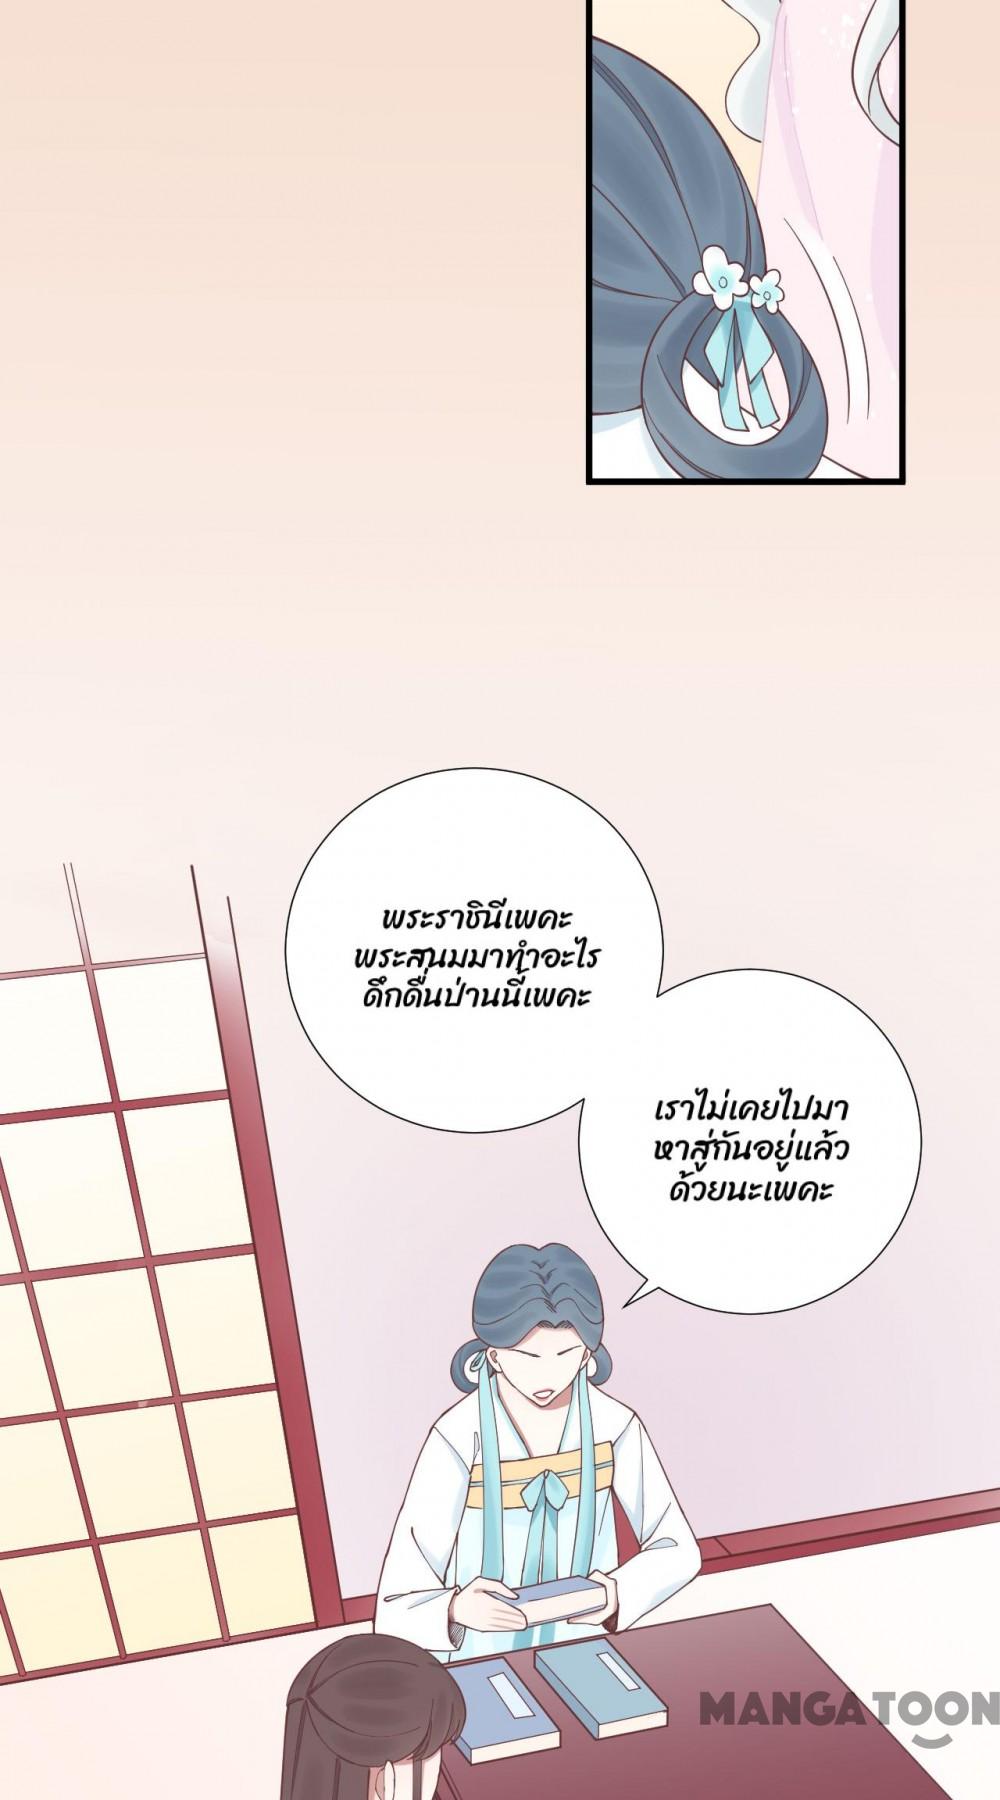 พระราชินีเพคะ
พระสนมมาทำอะไร
ดึกดื่นป่านนี้เพคะ
เราไม่เคยไปมา
หาสู่กันอยู่แล้ว
ด้วยนะเพคะ
MANGATOON